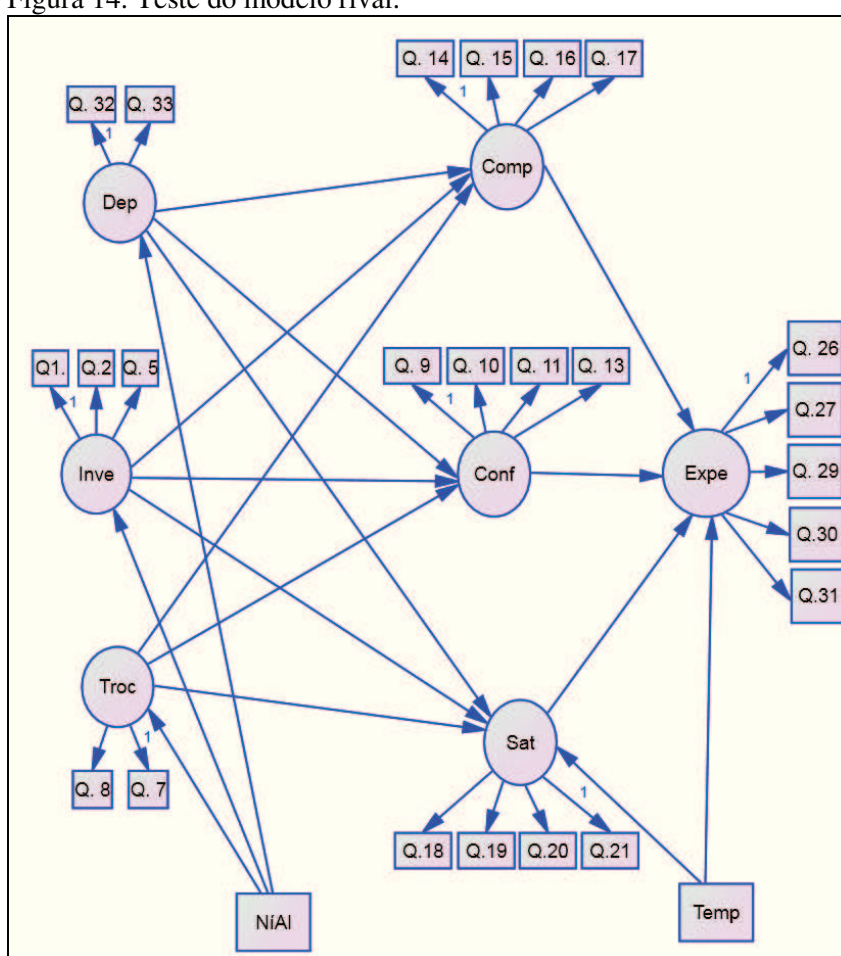 Figura 14: Teste do modelo rival.
Q. 14 Q. 15 Q. 16 Q. 17
1
Q. 32 Q. 33
1
Comp
Dep
Q1. Q.2 Q. 5
1
Q. 9 Q. 10 Q. 11 Q. 13
1
Q. 26
1
Q.27
Inve
Conf
Expe
Q. 29
Q.30
Q.31
Troc
1
Q. 8 Q. 7
Sat
1
Q.18 Q.19 Q.20 Q.21
NíAl
Temp